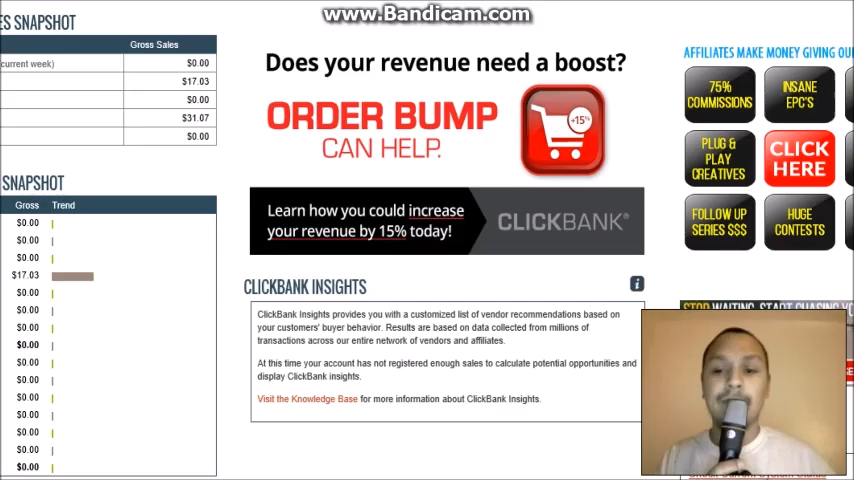 www.Bandicam.com
ES SNAPSHOT
Gross Sales
current week) $0.00
$17.03
$0.00
$31.07
$0.00
SNAPSHOT
Gross Trend
$0.00
$0.00
$0.00
$17.03
$0.00
$0.00
$0.00
$0.00
$0.00
$0.00
$0.00
$0.00
$0.00
$0.00
$0.00
Does your revenue need a boost?
ORDER BUMP
CAN HELP.
+15%
Learn how you could increase
your revenue by 15% today!
CLICKBANK®
CLICKBANK INSIGHTS
i
ClickBank Insights provides you with a customized list of vendor recommendations based on
your customers' buyer behavior. Results are based on data collected from millions of
transactions across our entire network of vendors and affiliates.
At this time your account has not registered enough sales to calculate potential opportunities and
display ClickBank insights.
Visit the Knowledge Base for more information about ClickBank Insights.
AFFILIATES MAKE MONEY GIVING OU
75%
COMMISSIONS
INSANE
EPC'S
PLUG &
PLAY
CREATIVES
CLICK
HERE
FOLLOW UP
SERIES $$$
HUGE
CONTESTS
STOP WAITING, START CHASING YO